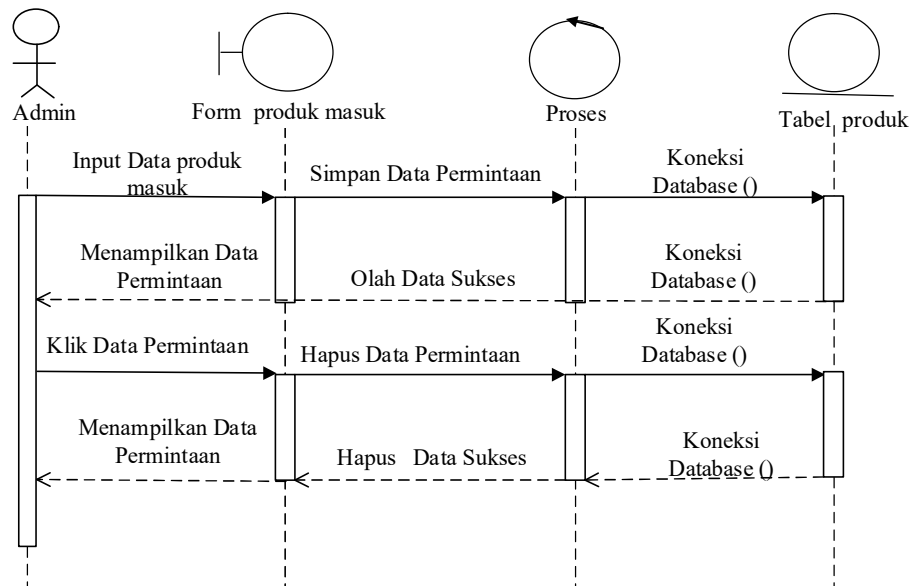 Admin
Form produk masuk
Proses
Tabel produk
Input Data produk
masuk
Simpan Data Permintaan
Koneksi
Database ()
Menampilkan Data
Permintaan
Olah Data Sukses
Koneksi
Database ()
Klik Data Permintaan
Hapus Data Permintaan
Koneksi
Database ()
Menampilkan Data
Permintaan
Hapus Data Sukses
Koneksi
Database ()